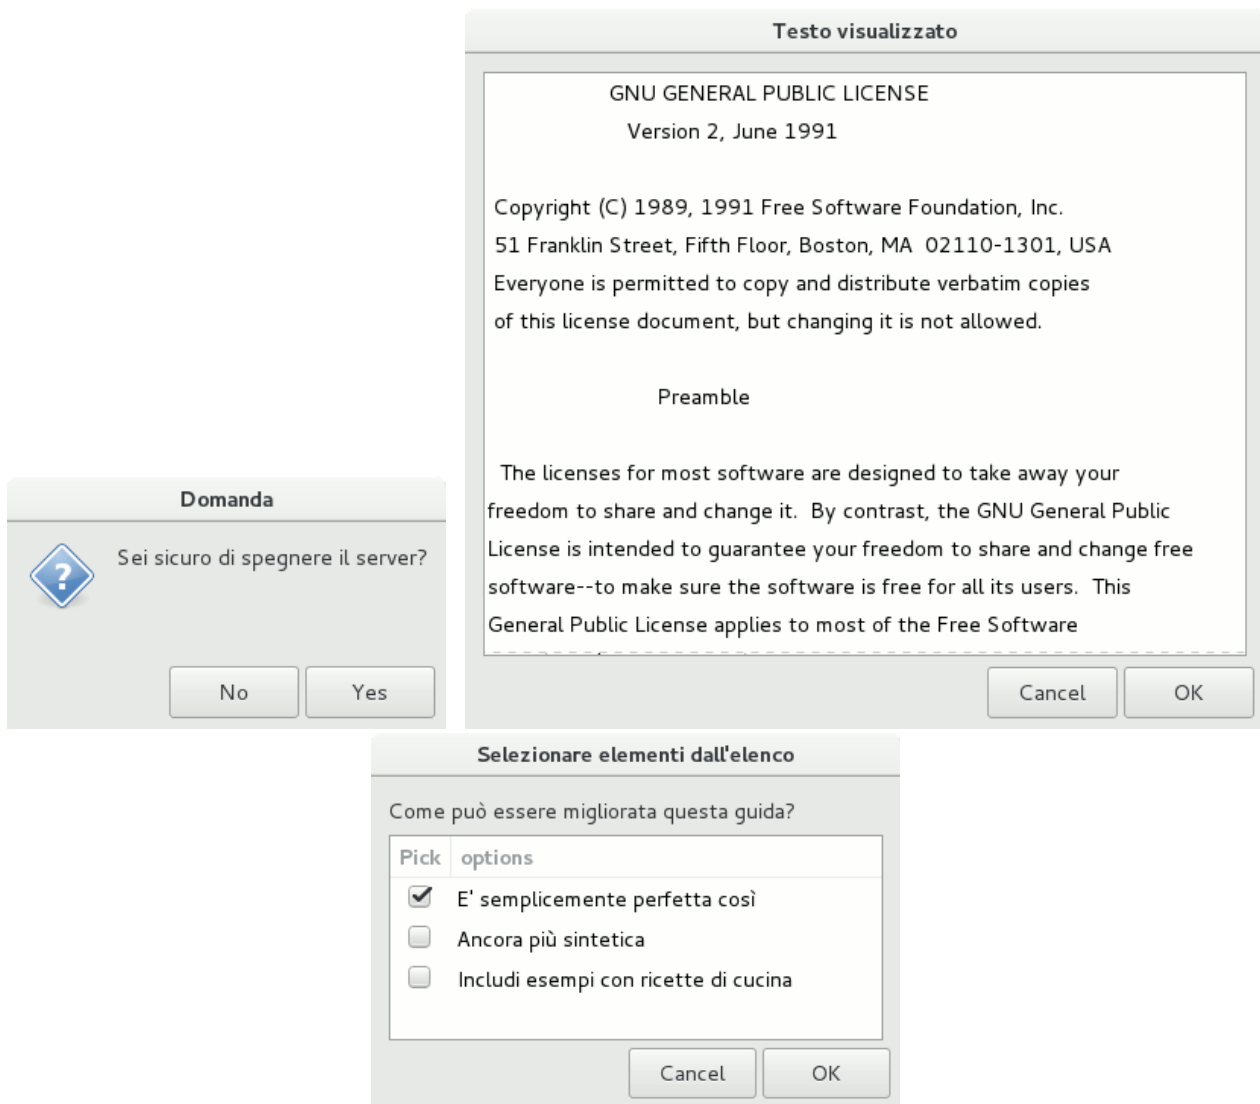 Testo visualizzato
GNU GENERAL PUBLIC LICENSE
Version 2, June 1991
Copyright (C) 1989, 1991 Free Software Foundation, Inc.
51 Franklin Street, Fifth Floor, Boston, MA  02110-1301, USA
Everyone is permitted to copy and distribute verbatim copies
of this license document, but changing it is not allowed.
Preamble
The licenses for most software are designed to take away your
freedom to share and change it.  By contrast, the GNU General Public
License is intended to guarantee your freedom to share and change free
software--to make sure the software is free for all its users.  This
General Public License applies to most of the Free Software
Cancel OK
Domanda
Sei sicuro di spegnere il server?
No Yes
Selezionare elementi dall'elenco
Come può essere migliorata questa guida?
Pick options
E' semplicemente perfetta così
Ancora più sintetica
Includi esempi con ricette di cucina
Cancel OK